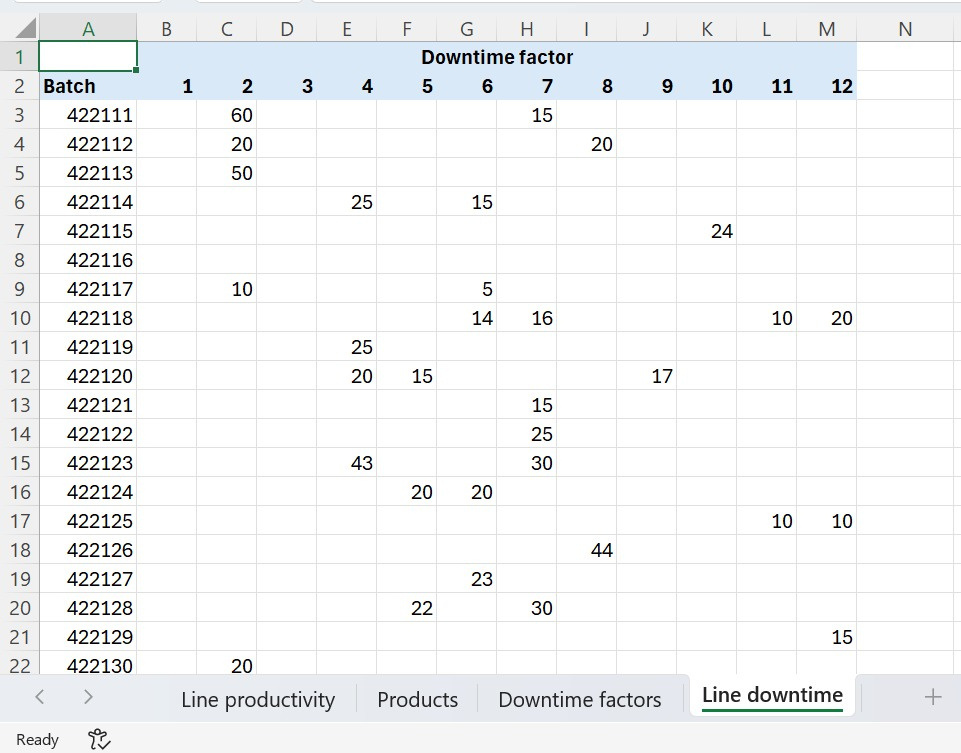 A B C D E F G H I J K L M N
1 Downtime factor
2 Batch 1 2 3 4 5 6 7 8 9 10 11 12
3 422111 60 15
4 422112 20 20
5 422113 50
6 422114 25 15
7 422115 24
8 422116
9 422117 10 5
10 422118 14 16 10 20
11 422119 25
12 422120 20 15 17
13 422121 15
14 422122 25
15 422123 43 30
16 422124 20 20
17 422125 10 10
18 422126 44
19 422127 23
20 422128 22 30
21 422129 15
22 422130 20
Line productivity Products Downtime factors Line downtime
Ready